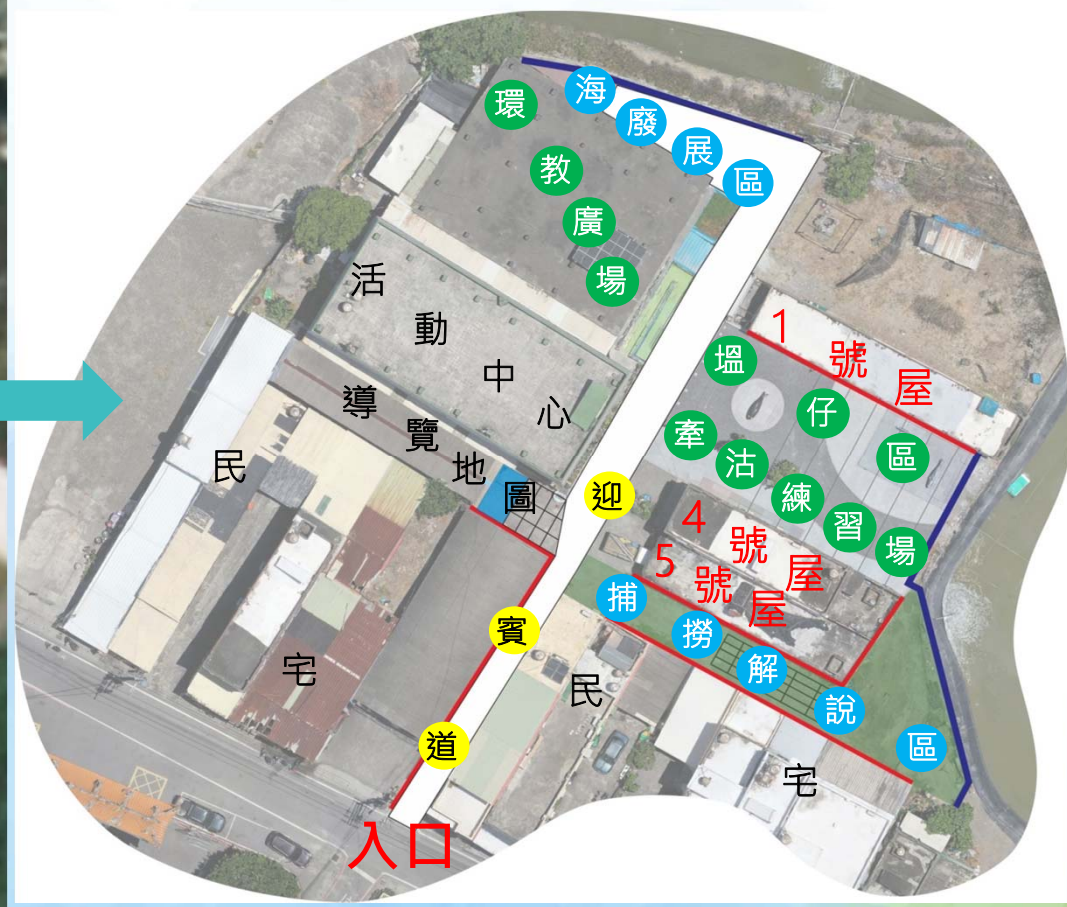 海廢展區
環教廣場
活動中心
導覽地圖
1號屋
塭仔區
牽沽練習場
4號屋
5號屋
捕撈解說區
迎賓道
民宅
民宅
入口